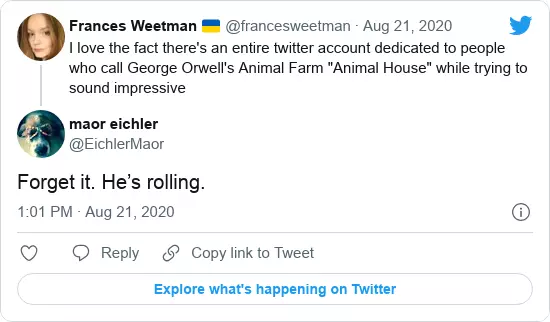 Frances Weetman 🇺🇦 @francesweetman · Aug 21, 2020
I love the fact there's an entire twitter account dedicated to people
who call George Orwell's Animal Farm "Animal House" while trying to
sound impressive
maor eichler
@EichlerMaor
Forget it. He’s rolling.
1:01 PM · Aug 21, 2020
Reply
Copy link to Tweet
Explore what's happening on Twitter